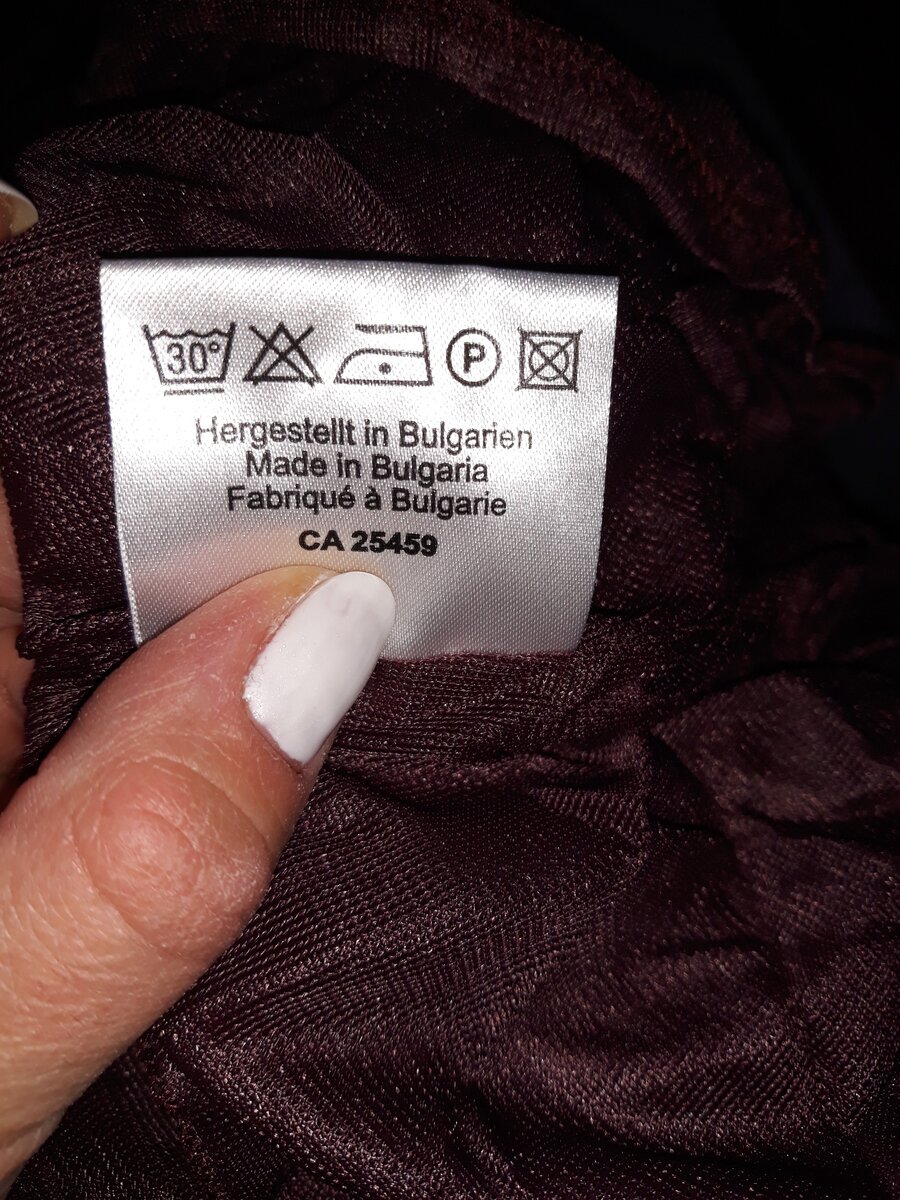 30°
P
Hergestellt in Bulgarien
Made in Bulgaria
Fabriqué à Bulgarie
CA 25459